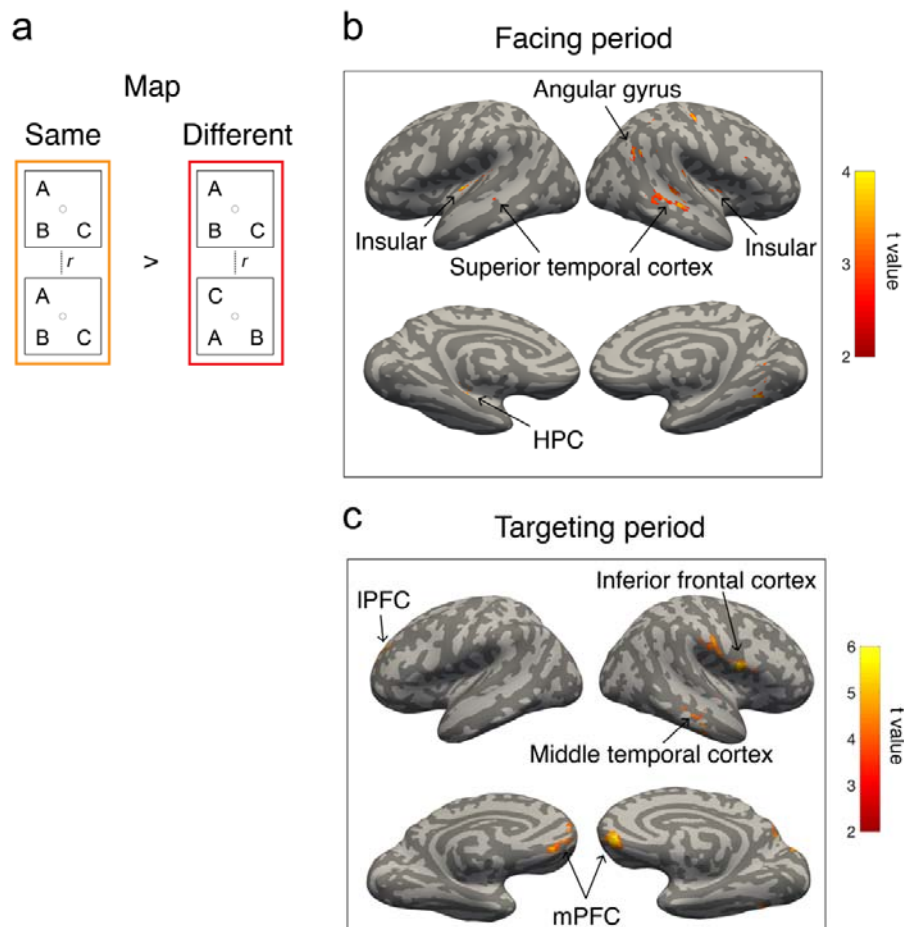 a
Map
Same
Different
A
B C
r
A
B C
>
A
B C
r
C
A B
b
Facing period
Angular gyrus
Insular
Superior temporal cortex
Insular
HPC
4
3
2
t value
c
Targeting period
lPFC
Inferior frontal cortex
Middle temporal cortex
mPFC
6
5
4
3
2
t value